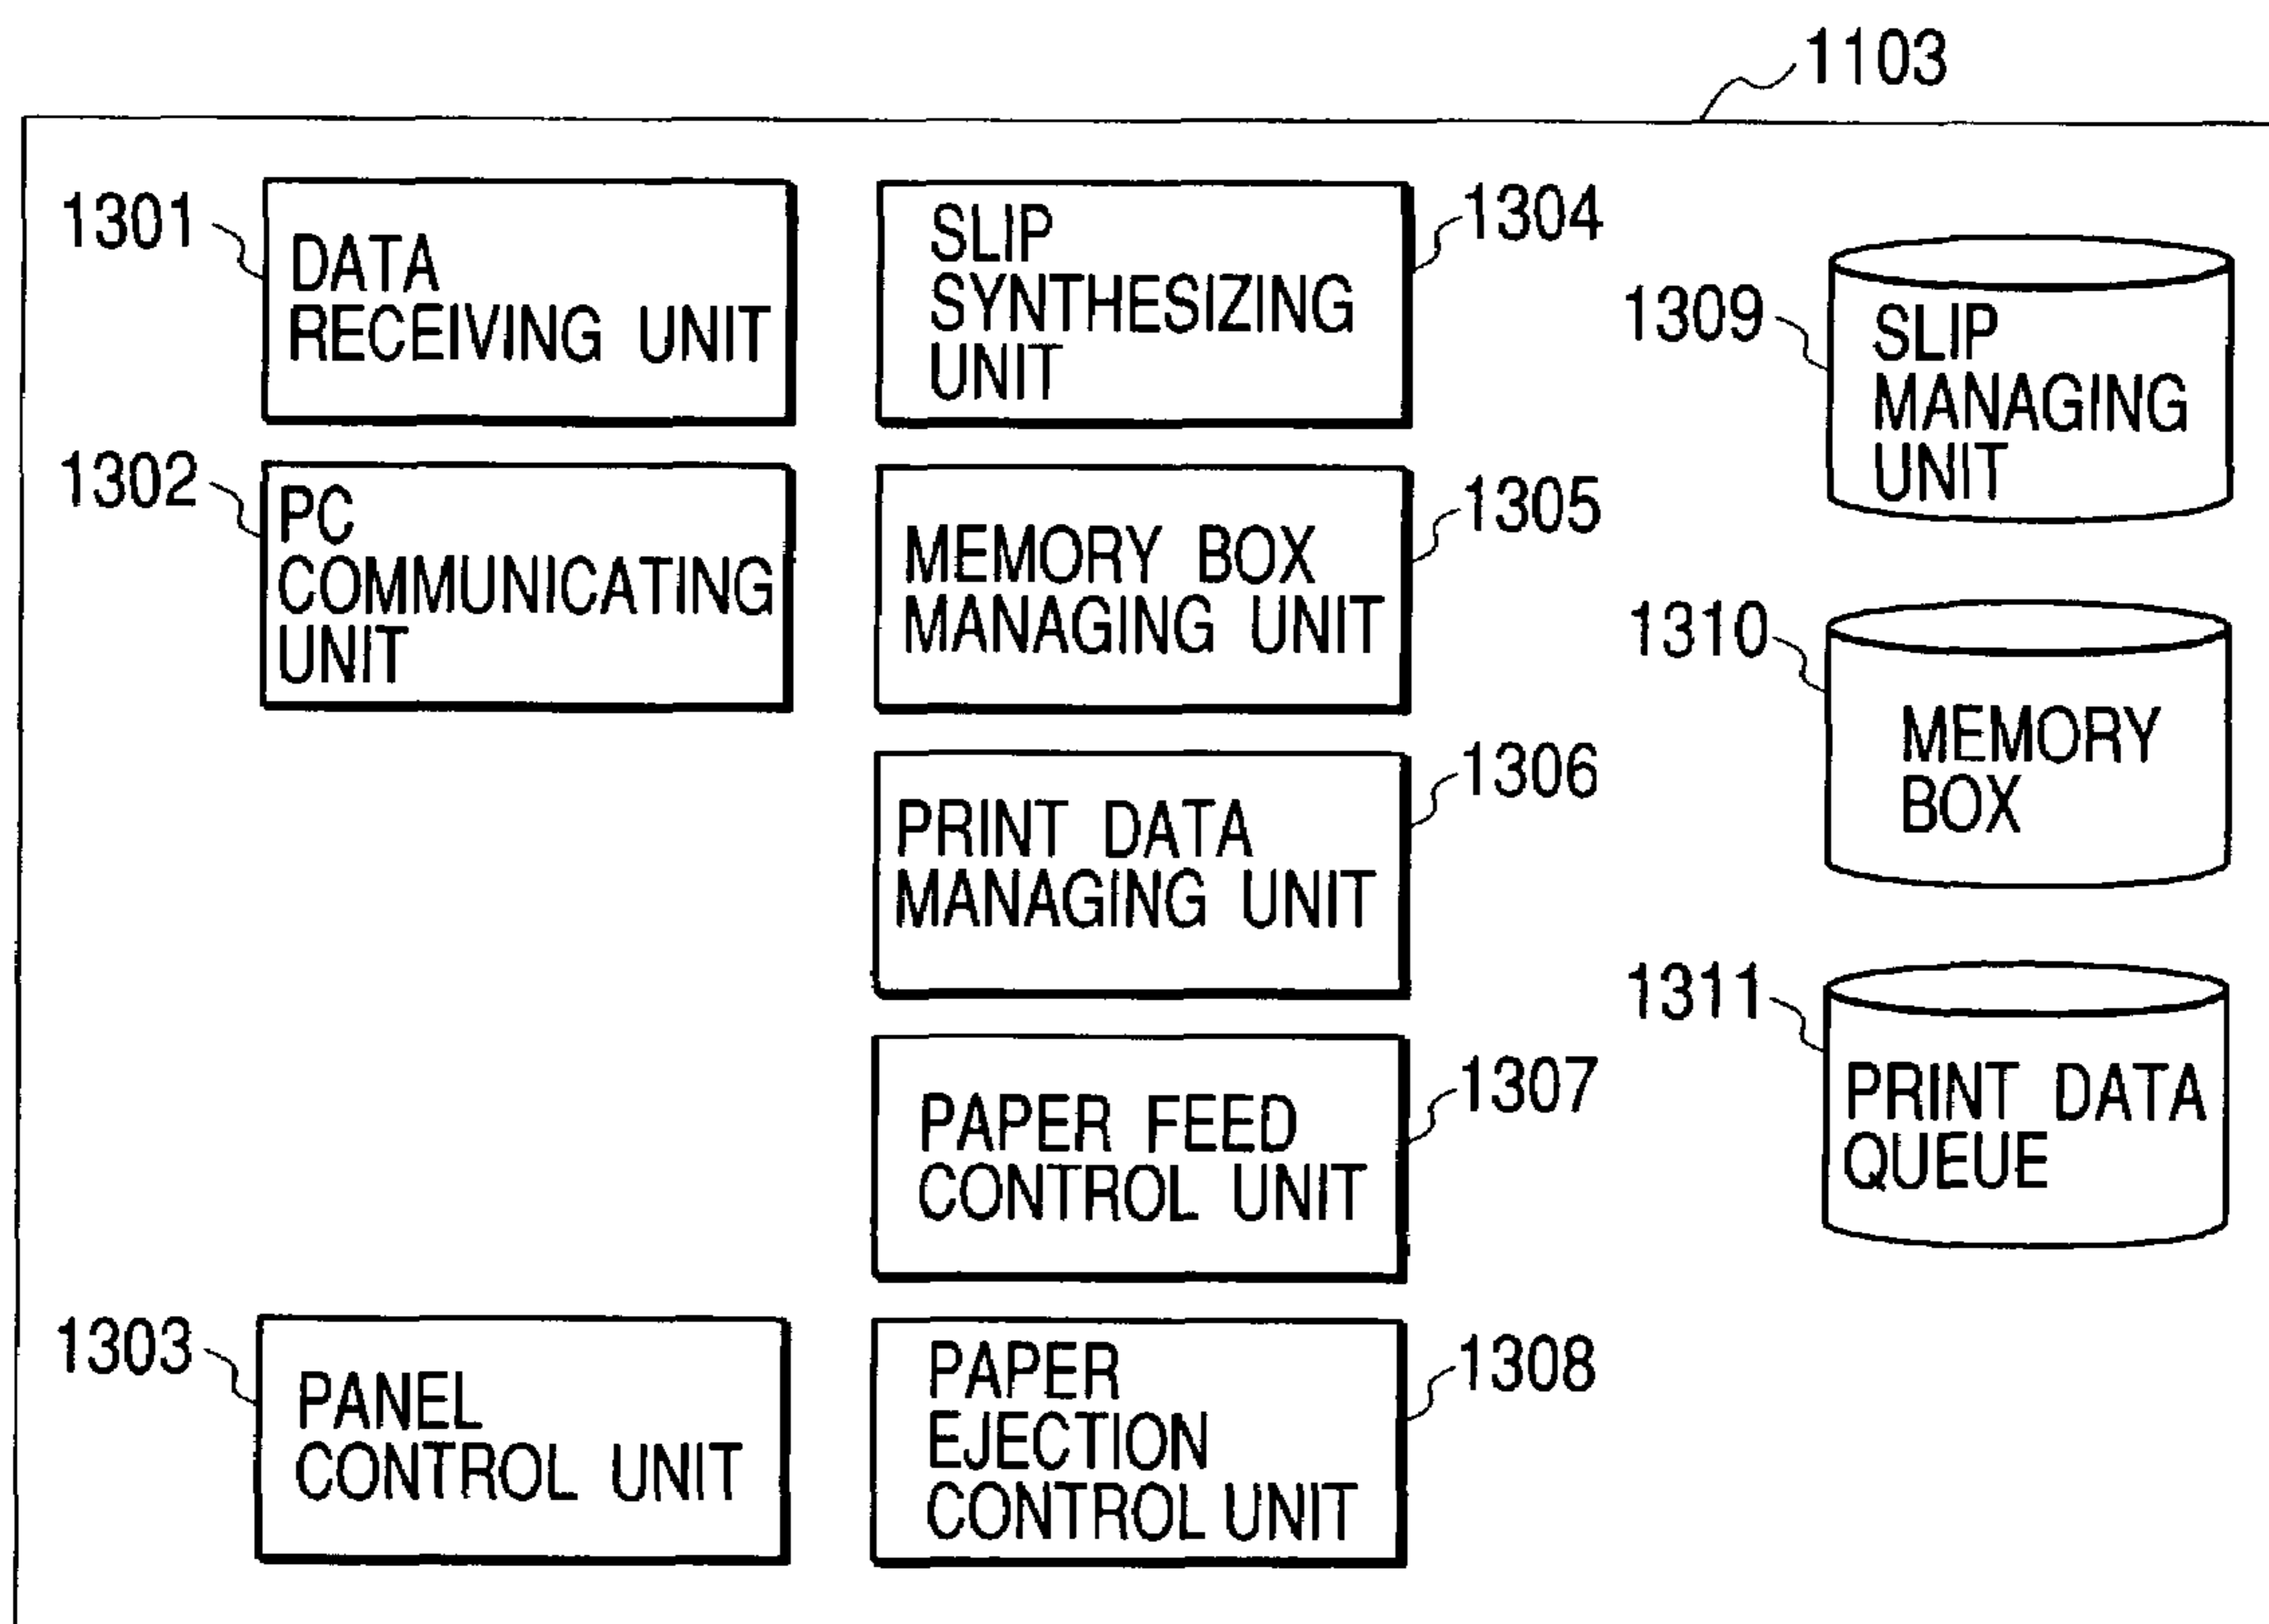 1103
1301
DATA
RECEIVING UNIT
1302
PC
COMMUNICATING
UNIT
1303
PANEL
CONTROL UNIT
SLIP
SYNTHESIZING
UNIT
1304
MEMORY BOX
MANAGING UNIT
1305
PRINT DATA
MANAGING UNIT
1306
PAPER FEED
CONTROL UNIT
1307
PAPER
EJECTION
CONTROL UNIT
1308
1309
SLIP
MANAGING
UNIT
1310
MEMORY
BOX
1311
PRINT DATA
QUEUE